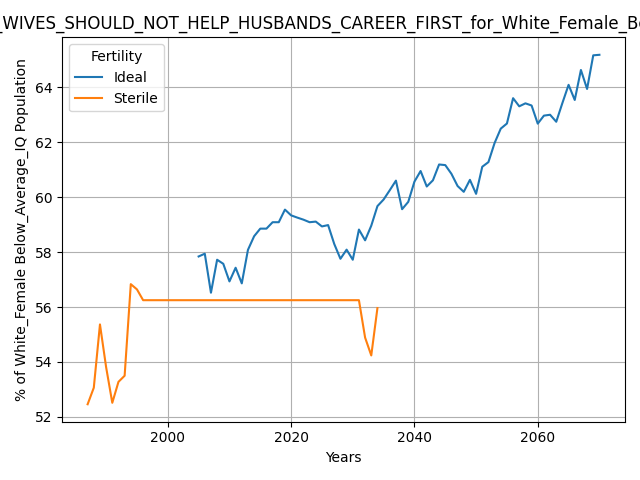 _WIVES_SHOULD_NOT_HELP_HUSBANDS_CAREER_FIRST_for_White_Female_Be
Fertility
Ideal
Sterile
% of White_Female Below_Average_IQ Population
64
62
60
58
56
54
52
2000
2020
2040
2060
Years